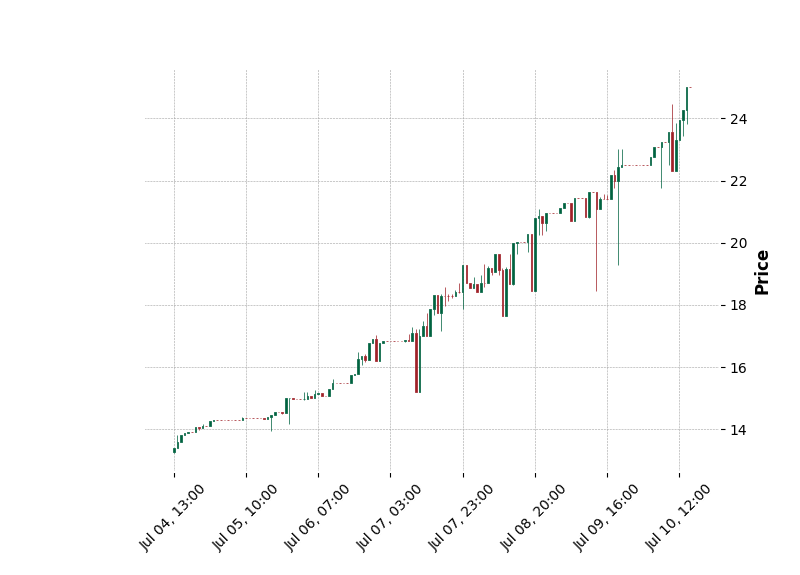 24
22
20
18
16
14
Price
Jul 04, 13:00
Jul 05, 10:00
Jul 06, 07:00
Jul 07, 03:00
Jul 07, 23:00
Jul 08, 20:00
Jul 09, 16:00
Jul 10, 12:00